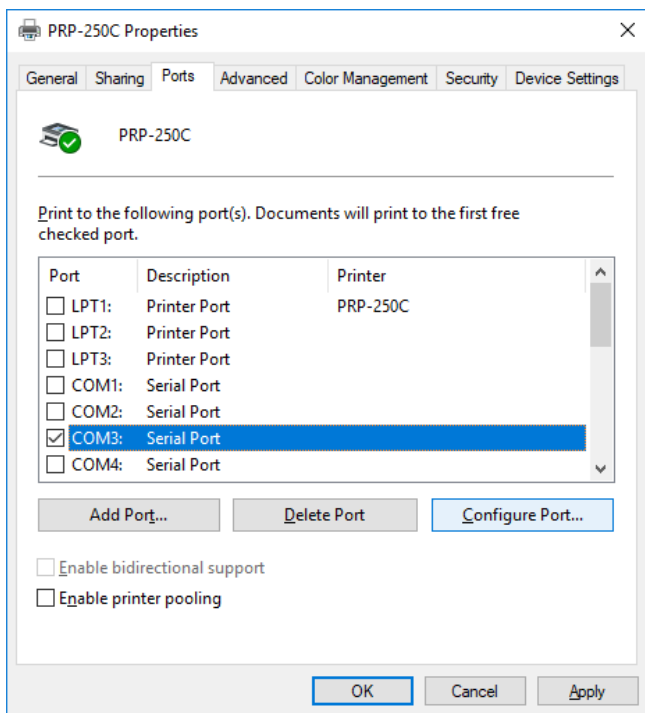 PRP-250C Properties
General Sharing Ports Advanced Color Management Security Device Settings
PRP-250C
Print to the following port(s). Documents will print to the first free
checked port.
Port Description Printer
LPT1: Printer Port PRP-250C
LPT2: Printer Port
LPT3: Printer Port
COM1: Serial Port
COM2: Serial Port
COM3: Serial Port
COM4: Serial Port
Add Port... Delete Port Configure Port...
Enable bidirectional support
Enable printer pooling
OK Cancel Apply